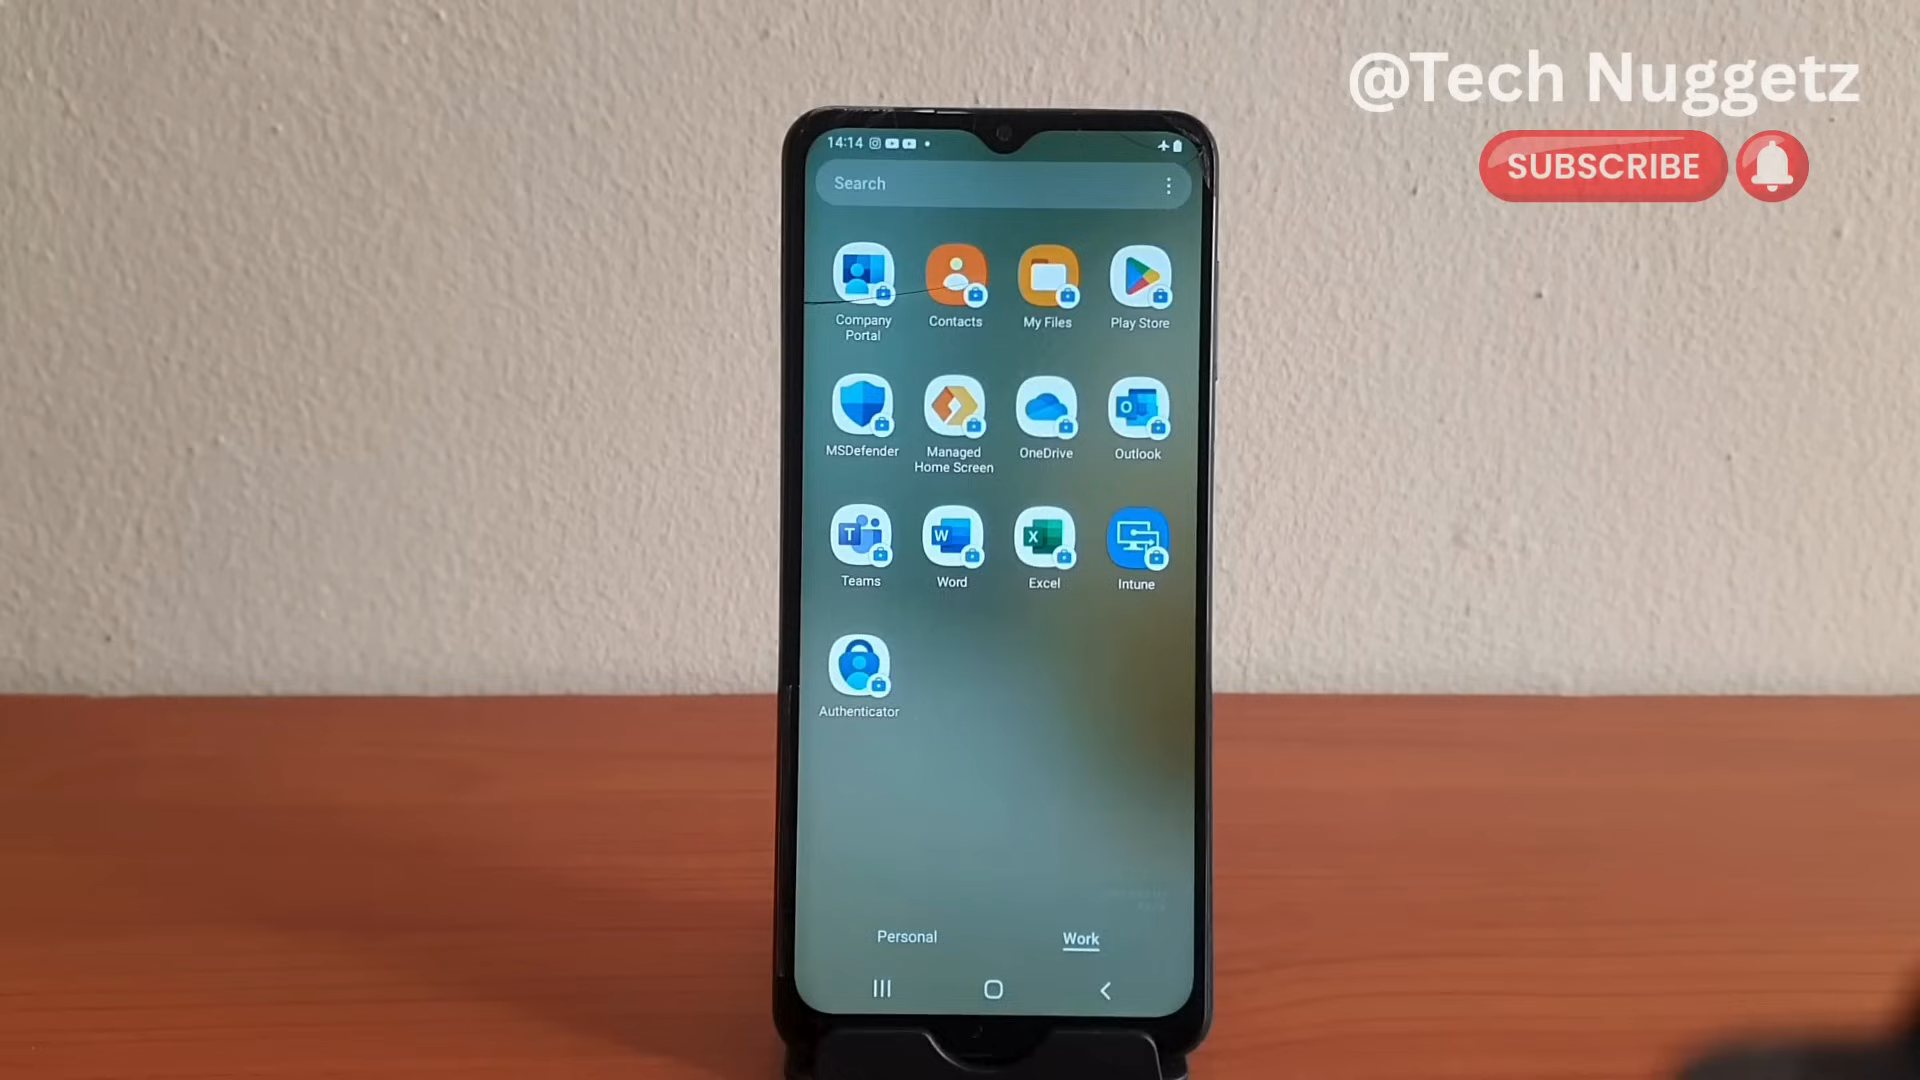 @Tech Nuggetz
SUBSCRIBE
14:14
Search
Company Portal
Contacts
My Files
Play Store
MSDefender
Managed Home Screen
OneDrive
Outlook
Teams
Word
Excel
Intune
Authenticator
Personal
Work